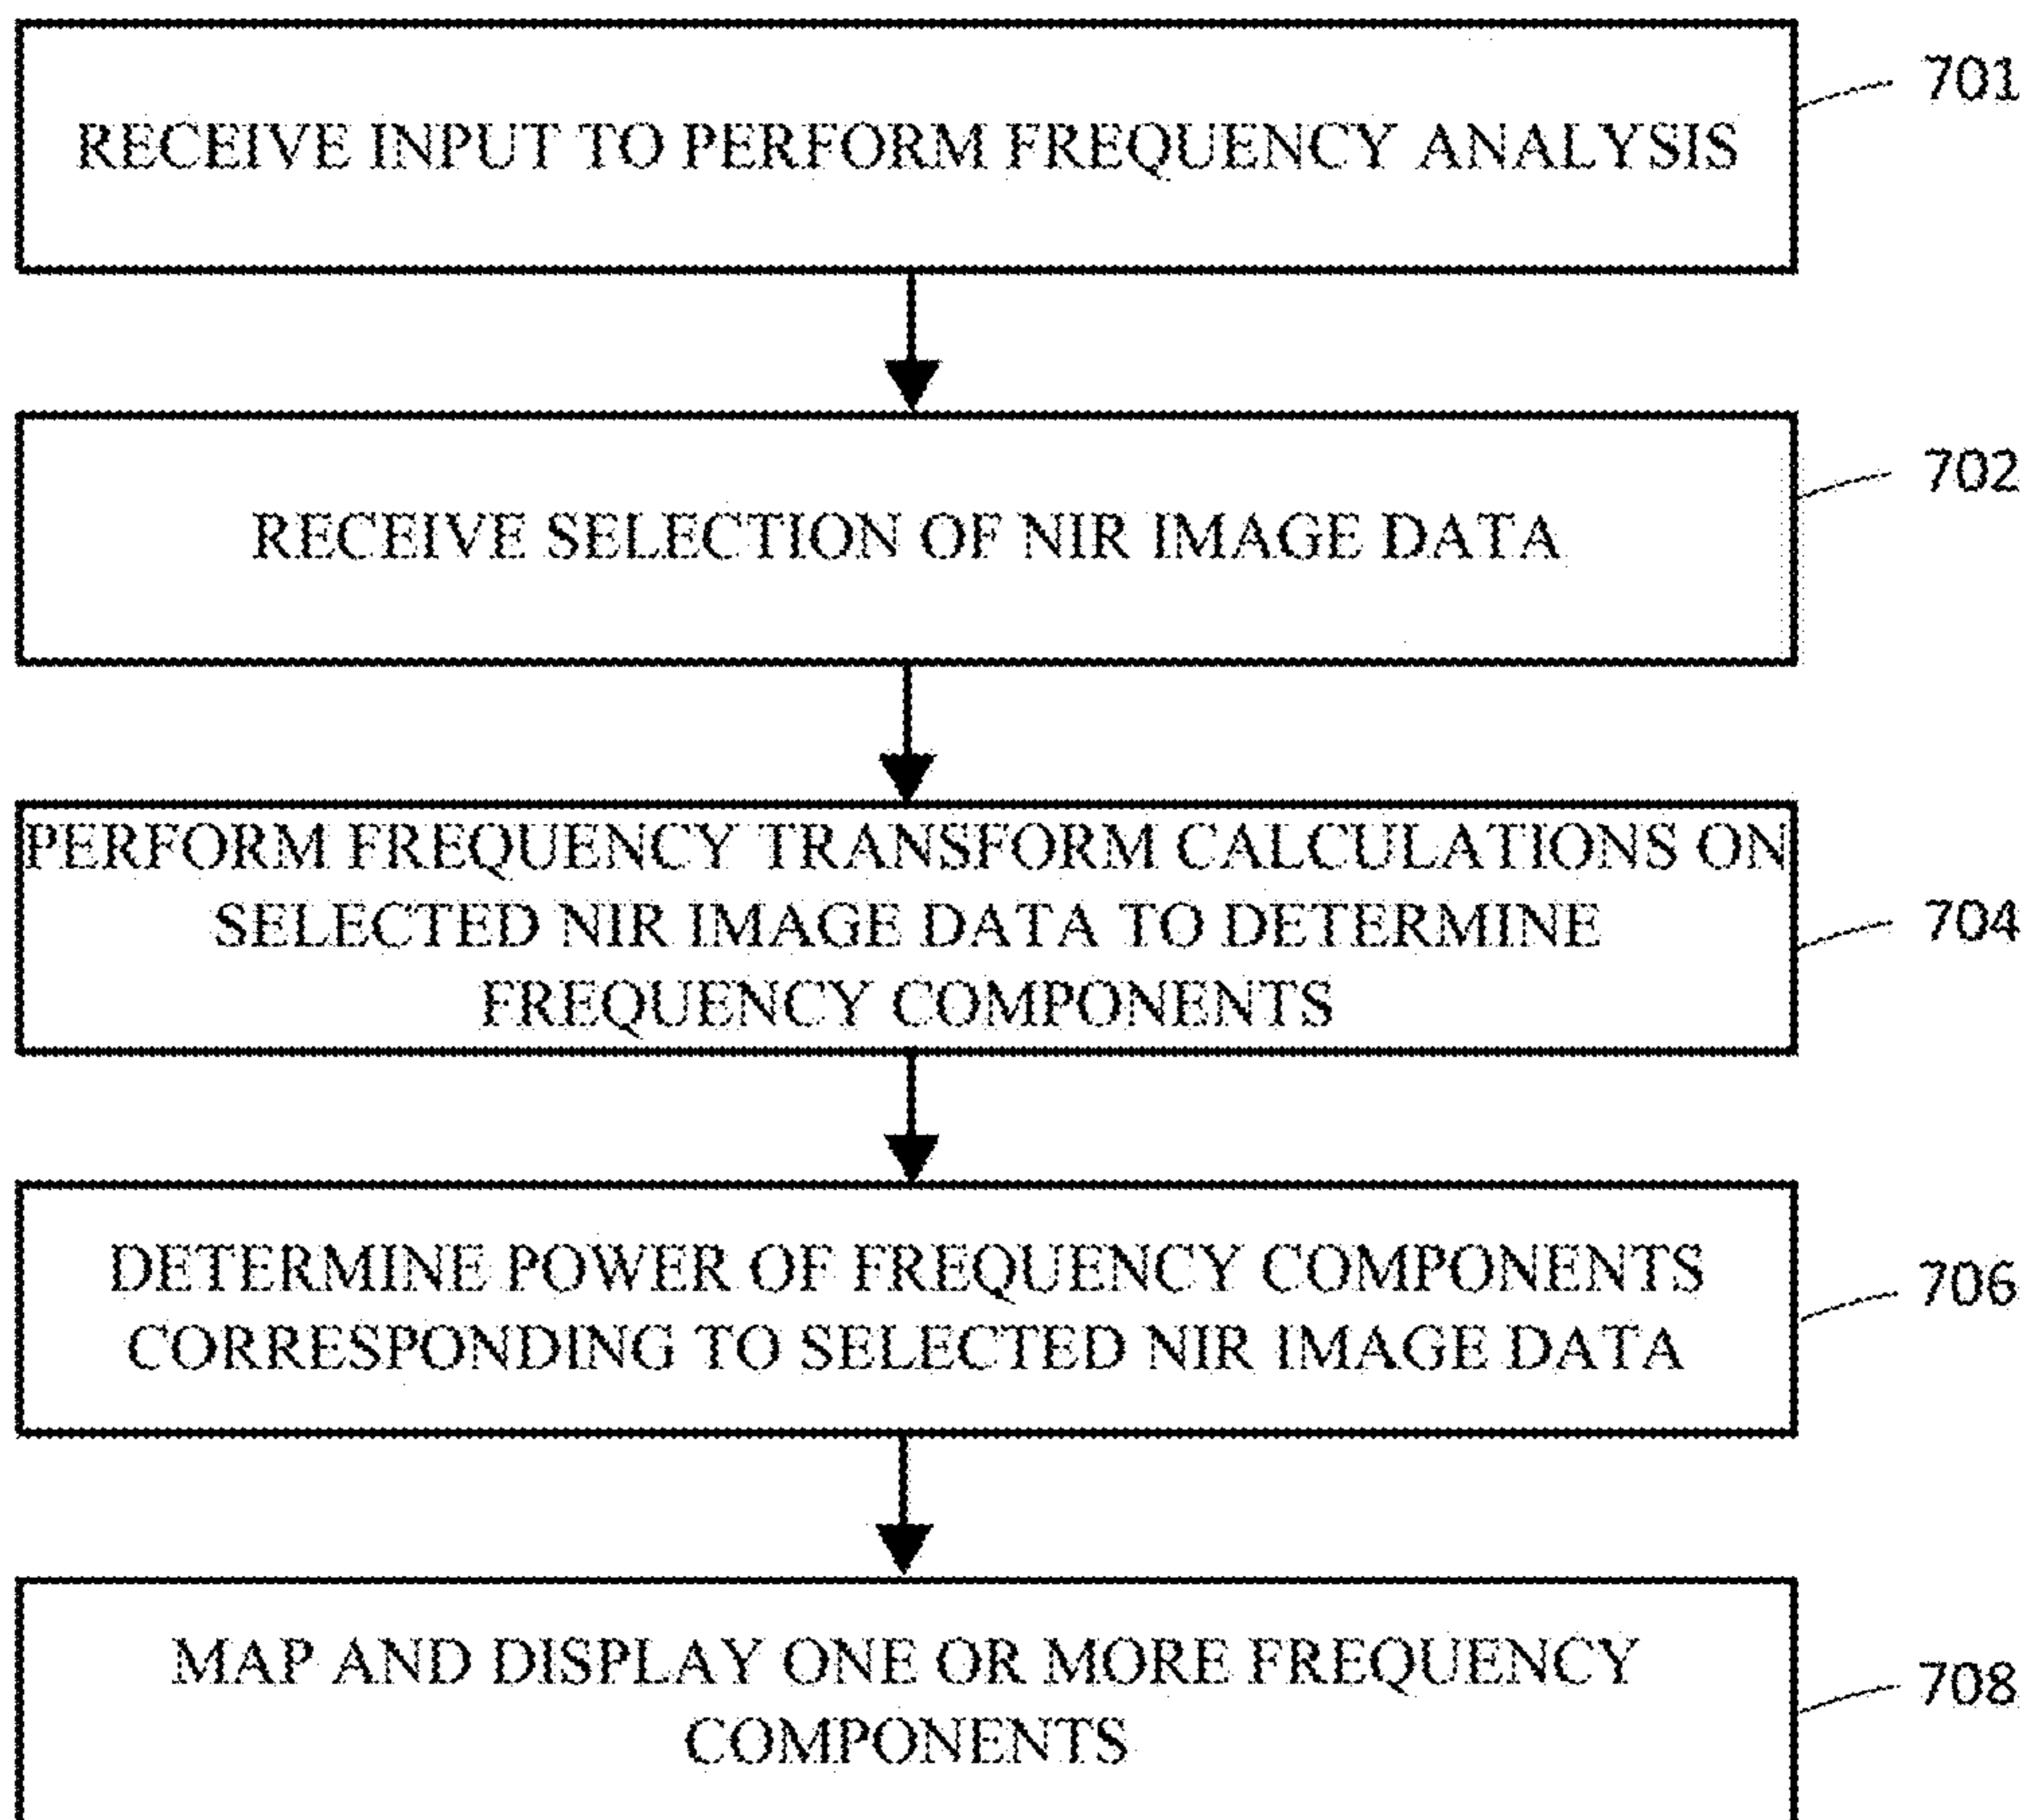 701
RECEIVE INPUT TO PERFORM FREQUENCY ANALYSIS
702
RECEIVE SELECTION OF NIR IMAGE DATA
PERFORM FREQUENCY TRANSFORM CALCULATIONS ON
SELECTED NIR IMAGE DATA TO DETERMINE
704
FREQUENCY COMPONENTS
DETERMINE POWER OF FREQUENCY COMPONENTS
706
CORRESPONDING TO SELECTED NIR IMAGE DATA
MAP AND DISPLAY ONE OR MORE FREQUENCY
708
COMPONENTS